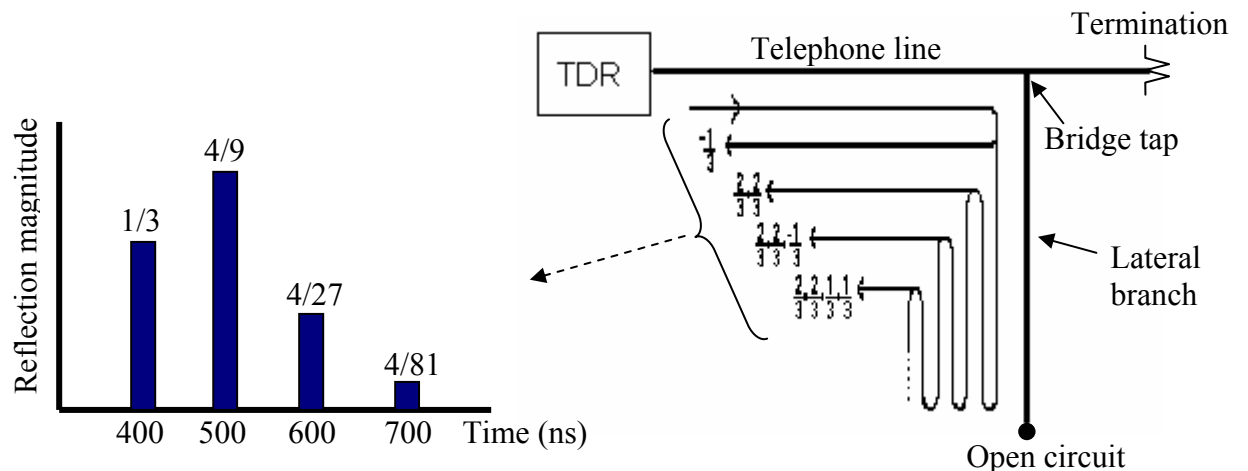 Reflection magnitude
1/3
4/9
4/27
4/81
400 500 600 700 Time (ns)
TDR
Telephone line
Termination
Bridge tap
-1/3
2/3.2/3
2/3.2/3.-1/3
2/3.2/3.1/3.1/3
Lateral
branch
Open circuit